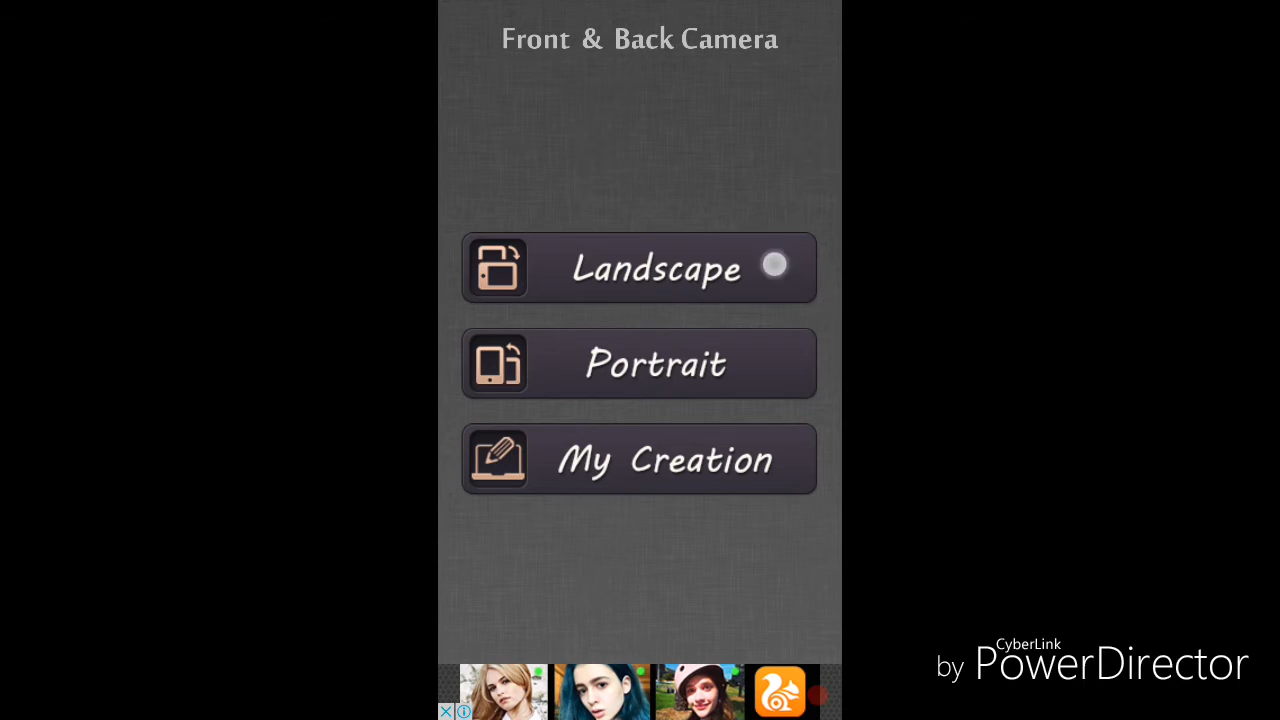 Front & Back Camera
Landscape
Portrait
My Creation
by CyberLink PowerDirector